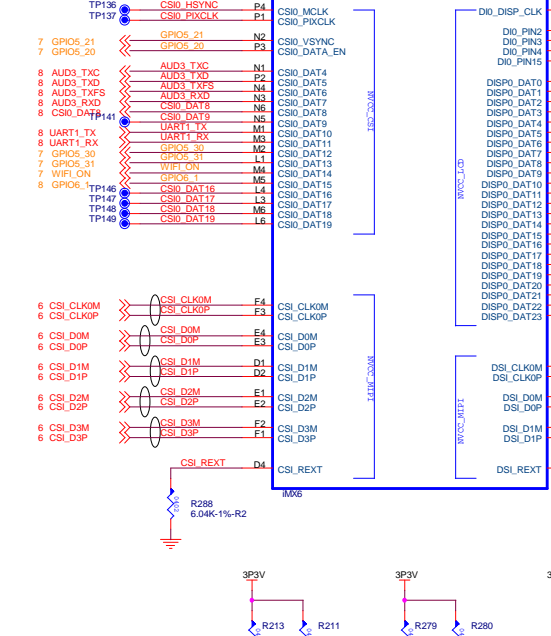 TP136 CSI0_HSYNC P4 CSI0_MCLK DI0_DISP_CLK
TP137 CSI0_PIXCLK P1 CSI0_PIXCLK
DI0_PIN2
7 GPIO5_21 GPIO5_21 N2 CSI0_VSYNC DI0_PIN3
7 GPIO5_20 P3 CSI0_DATA_EN DI0_PIN4
DI0_PIN15
8 AUD3_TXC AUD3_TXC N1 CSI0_DAT4
8 AUD3_TXD AUD3_TXD P2 CSI0_DAT5 DISP0_DAT0
8 AUD3_TXFS AUD3_TXFS N4 CSI0_DAT6 DISP0_DAT1
8 AUD3_RXD AUD3_RXD N3 CSI0_DAT7 DISP0_DAT2
8 CSI0_DAT8 CSI0_DAT8 N6 CSI0_DAT8 DISP0_DAT3
TP141 CSI0_DAT9 N5 CSI0_DAT9 DISP0_DAT4
8 UART1_TX UART1_TX M1 CSI0_DAT10 DISP0_DAT5
8 UART1_RX UART1_RX M3 CSI0_DAT11 DISP0_DAT6
7 GPIO5_30 GPIO5_30 M2 CSI0_DAT12 DISP0_DAT7
7 GPIO5_31 GPIO5_31 L1 CSI0_DAT13 DISP0_DAT8
7 WIFI_ON WIFI_ON M4 CSI0_DAT14 DISP0_DAT9
8 GPIO6_1 GPIO6_1 M5 CSI0_DAT15 DISP0_DAT10
TP146 CSI0_DAT16 L4 CSI0_DAT16 DISP0_DAT11
TP147 CSI0_DAT17 L3 CSI0_DAT17 DISP0_DAT12
TP148 CSI0_DAT18 M6 CSI0_DAT18 DISP0_DAT13
TP149 CSI0_DAT19 L6 CSI0_DAT19 DISP0_DAT14
DISP0_DAT15
DISP0_DAT16
DISP0_DAT17
DISP0_DAT18
DISP0_DAT19
DISP0_DAT20
DISP0_DAT21
DISP0_DAT22
DISP0_DAT23
NVCC_CSI
6 CSI_CLK0M CSI_CLK0M F4 CSI_CLK0M
6 CSI_CLK0P CSI_CLK0P F3 CSI_CLK0P
6 CSI_D0M CSI_D0M E4 CSI_D0M
6 CSI_D0P CSI_D0P E3 CSI_D0P
6 CSI_D1M CSI_D1M D1 CSI_D1M DSI_CLK0M
6 CSI_D1P CSI_D1P D2 CSI_D1P DSI_CLK0P
6 CSI_D2M CSI_D2M E1 CSI_D2M DSI_D0M
6 CSI_D2P CSI_D2P E2 CSI_D2P DSI_D0P
6 CSI_D3M CSI_D3M F2 CSI_D3M DSI_D1M
6 CSI_D3P CSI_D3P F1 CSI_D3P DSI_D1P
NVCC_MIPI
NVCC_MIPI
CSI_REXT D4 CSI_REXT DSI_REXT
iMX6
R288
6.04K-1%-R2
0402
3P3V 3P3V 3
R213 R211 R279 R280